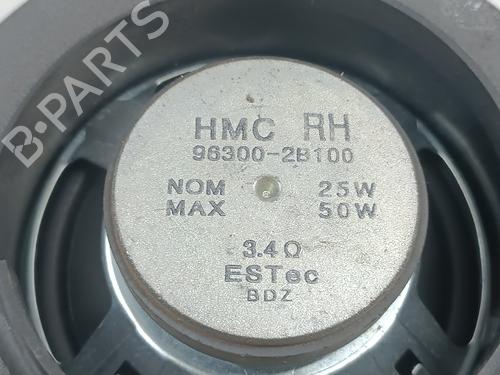 HMC RH
96300-2B100
NOM 25W
MAX 50W
3.4Ω
ESTec
BDZ
B-PARTS